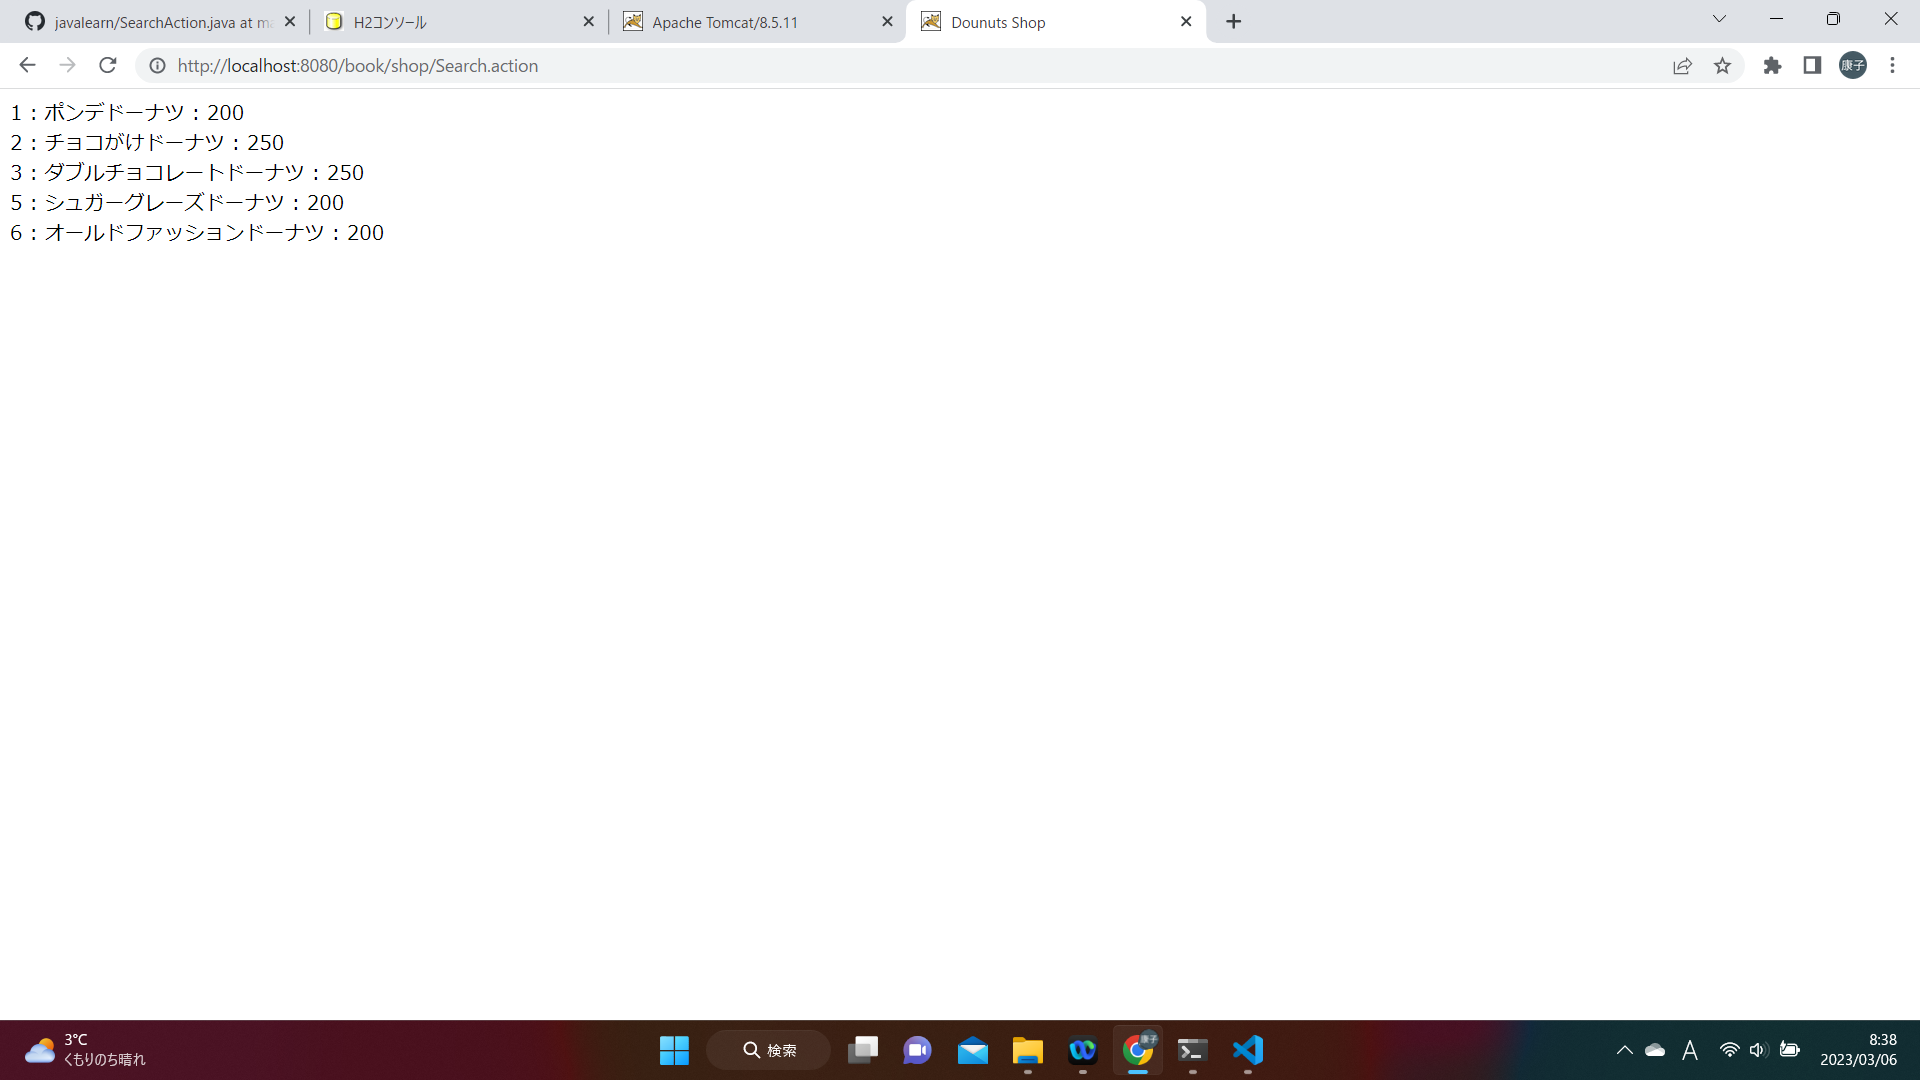 javalearn/SearchAction.java at ma
H2コンソール
Apache Tomcat/8.5.11
Dounuts Shop
http://localhost:8080/book/shop/Search.action
康子
1：ポンデドーナツ：200
2：チョコがけドーナツ：250
3：ダブルチョコレートドーナツ：250
5：シュガーグレーズドーナツ：200
6：オールドファッションドーナツ：200
3°C
くもりのち晴れ
検索
康子
A
8:38
2023/03/06